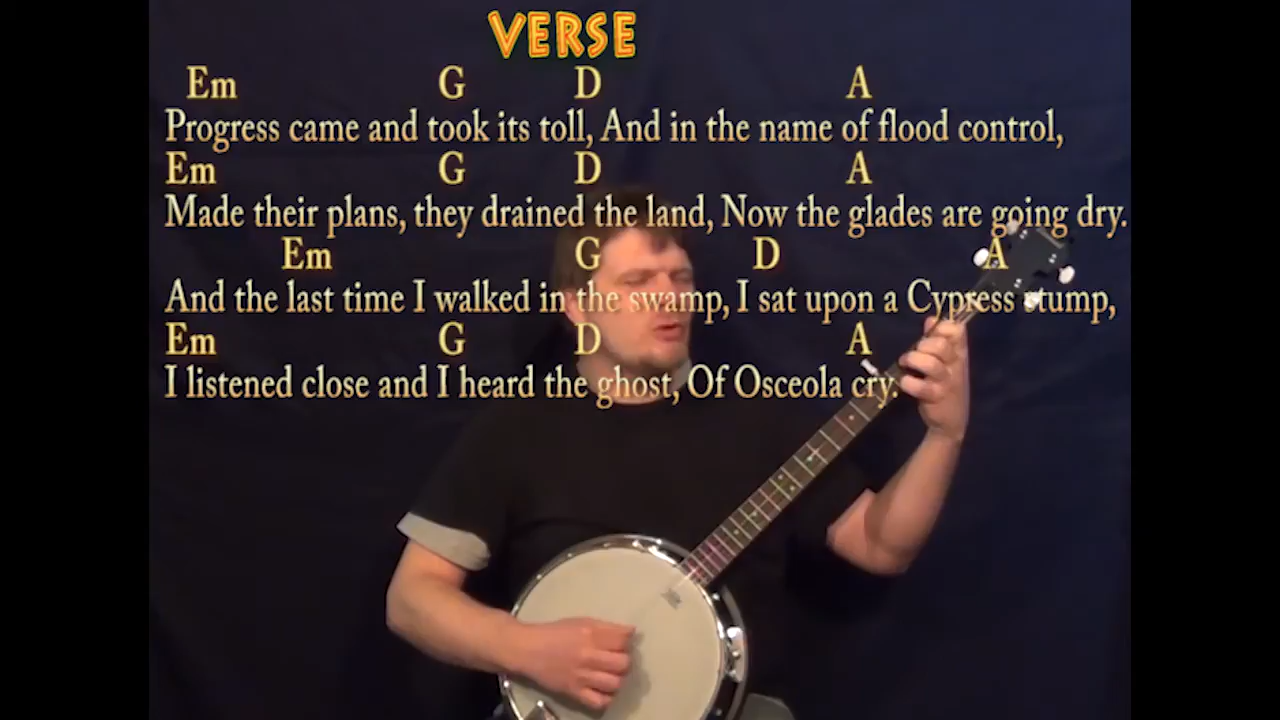 VERSE
Em G D A
Progress came and took its toll, And in the name of flood control,
Em G D A
Made their plans, they drained the land, Now the glades are going dry.
Em G D A
And the last time I walked in the swamp, I sat upon a Cypress stump,
Em G D A
I listened close and I heard the ghost, Of Osceola cry.